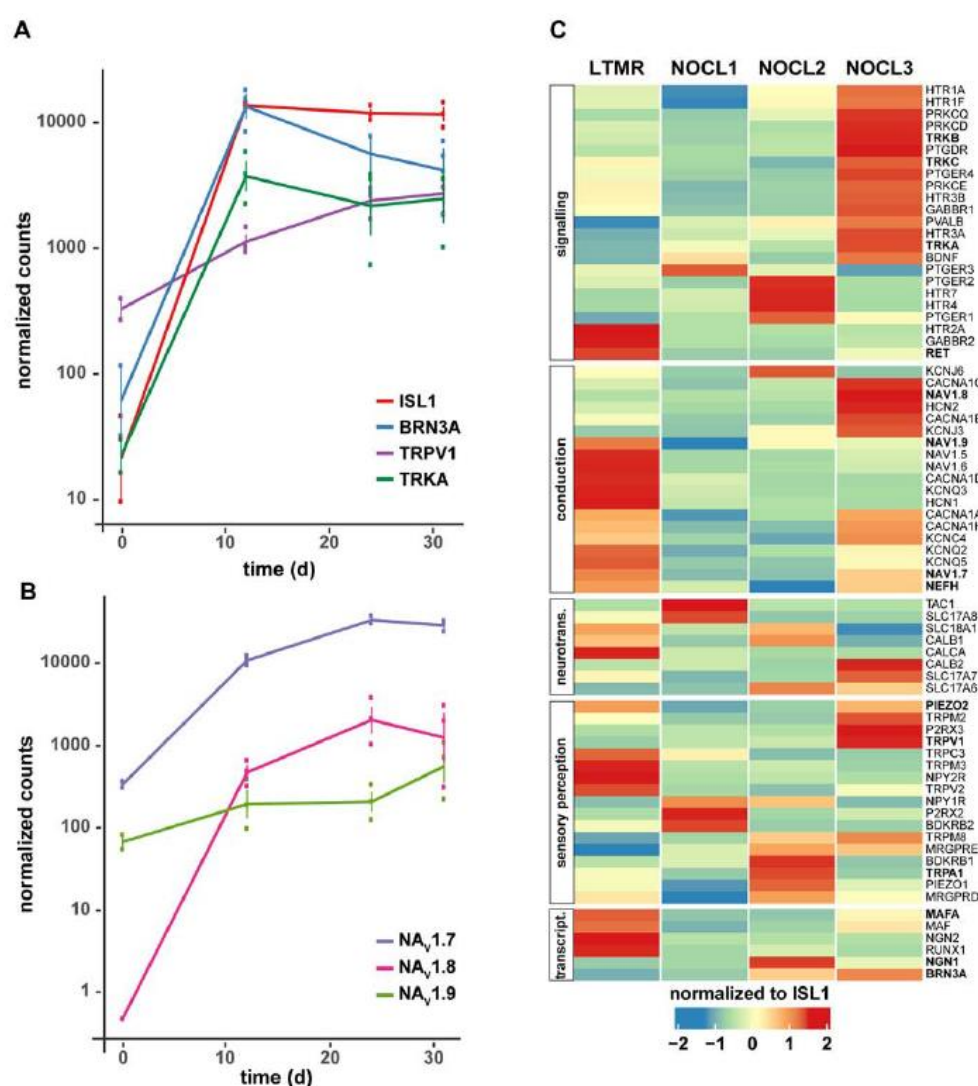 A
normalized counts
10000
1000
100
10
ISL1
BRN3A
TRPV1
TRKA
0
10
20
30
time (d)
B
normalized counts
10000
1000
100
10
1
NAV1.7
NAV1.8
NAV1.9
0
10
20
30
time (d)
C
LTMR NOCL1 NOCL2 NOCL3
signalling
HTR1A
HTR1F
PRKCQ
PRKCD
TRKB
PTGDR
TRKC
PTGER4
PRKCE
HTR3B
GABBR1
PVALB
HTR3A
TRKA
BDNF
PTGER3
PTGER2
HTR7
HTR4
PTGER1
HTR2A
GABBR2
RET
conduction
KCNJ6
NAV1.8
HCN2
KCNJ3
NAV1.9
NAV1.5
NAV1.6
KCNQ3
HCN1
KCNC4
KCNQ2
KCNQ5
NAV1.7
NEFH
neurotrans.
TAC1
SLC17A8
SLC18A1
CALB1
CALCA
CALB2
SLC17A7
SLC17A6
sensory perception
PIEZO2
TRPM2
P2RX3
TRPV1
TRPC3
TRPM3
NPY2R
TRPV2
NPY1R
P2RX2
BDKRB2
TRPM8
MRGPRE
BDKRB1
TRPA1
PIEZO1
MRGPRD
transcript.
MAFA
MAF
NGN2
RUNX1
NGN1
BRN3A
normalized to ISL1
−2 −1 0 1 2